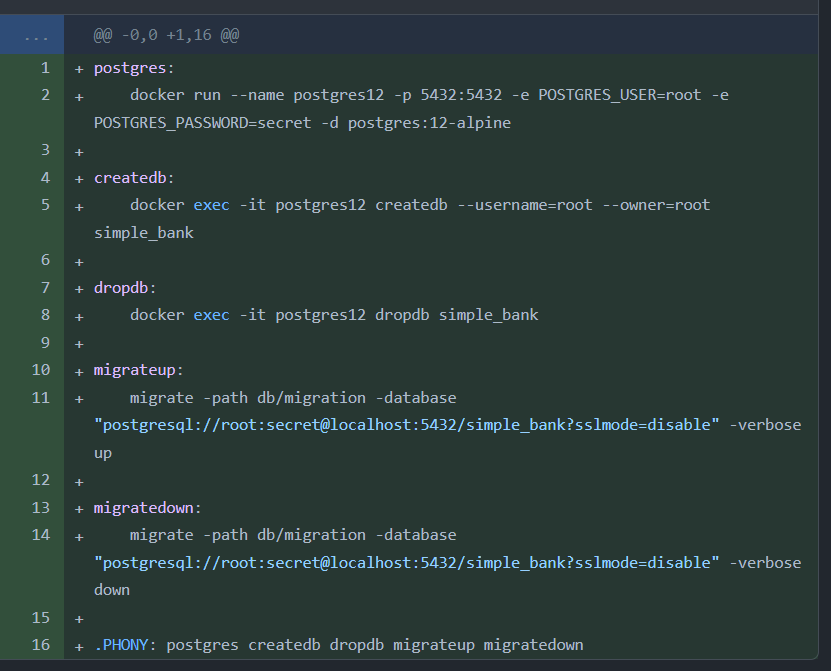 ... @@ -0,0 +1,16 @@
1 + postgres:
2 + docker run --name postgres12 -p 5432:5432 -e POSTGRES_USER=root -e
POSTGRES_PASSWORD=secret -d postgres:12-alpine
3 +
4 + createdb:
5 + docker exec -it postgres12 createdb --username=root --owner=root
simple_bank
6 +
7 + dropdb:
8 + docker exec -it postgres12 dropdb simple_bank
9 +
10 + migrateup:
11 + migrate -path db/migration -database
"postgresql://root:secret@localhost:5432/simple_bank?sslmode=disable" -verbose
up
12 +
13 + migratedown:
14 + migrate -path db/migration -database
"postgresql://root:secret@localhost:5432/simple_bank?sslmode=disable" -verbose
down
15 +
16 + .PHONY: postgres createdb dropdb migrateup migratedown